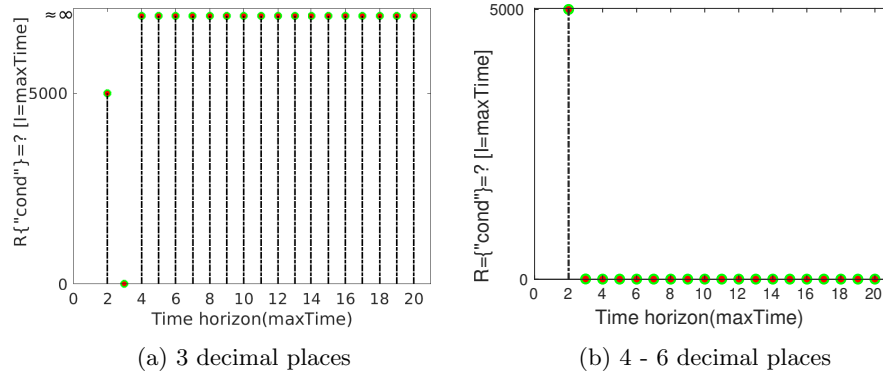 ≈∞
5000
0
0 2 4 6 8 10 12 14 16 18 20
R{"cond"}=? [I=maxTime]
Time horizon(maxTime)
(a) 3 decimal places
5000
0
0 2 4 6 8 10 12 14 16 18 20
R={"cond"}=? [I=maxTime]
Time horizon(maxTime)
(b) 4 - 6 decimal places